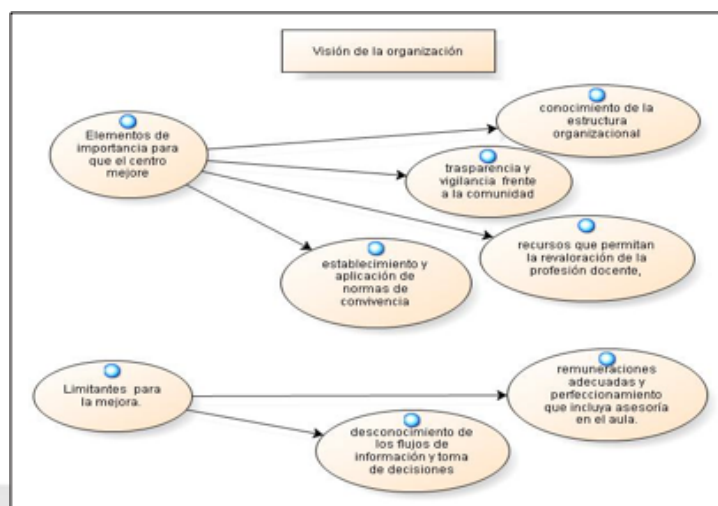 Visión de la organización
Elementos de
importancia para
que el centro
mejore
conocimiento de la
estructura
organizacional
trasparencia y
vigilancia frente
a la comunidad
recursos que permitan
la revaloración de la
profesión docente,
establecimiento y
aplicación de
normas de
convivencia
Limitantes para
la mejora.
remuneraciones
adecuadas y
perfeccionamiento
que incluya asesoría
en el aula.
desconocimiento de
los flujos de
información y toma
de decisiones